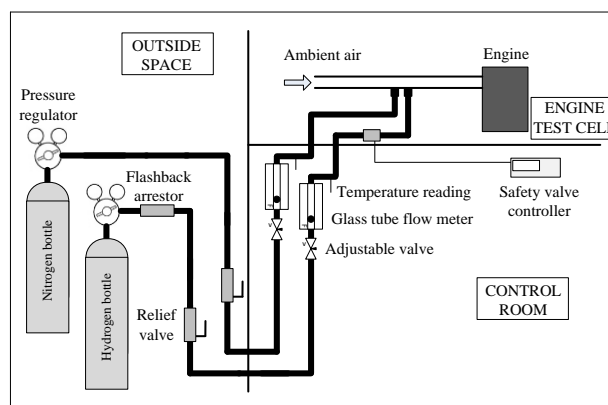 OUTSIDE
SPACE
Ambient air
Engine
ENGINE
TEST CELL
Pressure
regulator
Flashback
arrestor
Temperature reading
Glass tube flow meter
Adjustable valve
Safety valve
controller
Nitrogen bottle
Hydrogen bottle
Relief
valve
CONTROL
ROOM